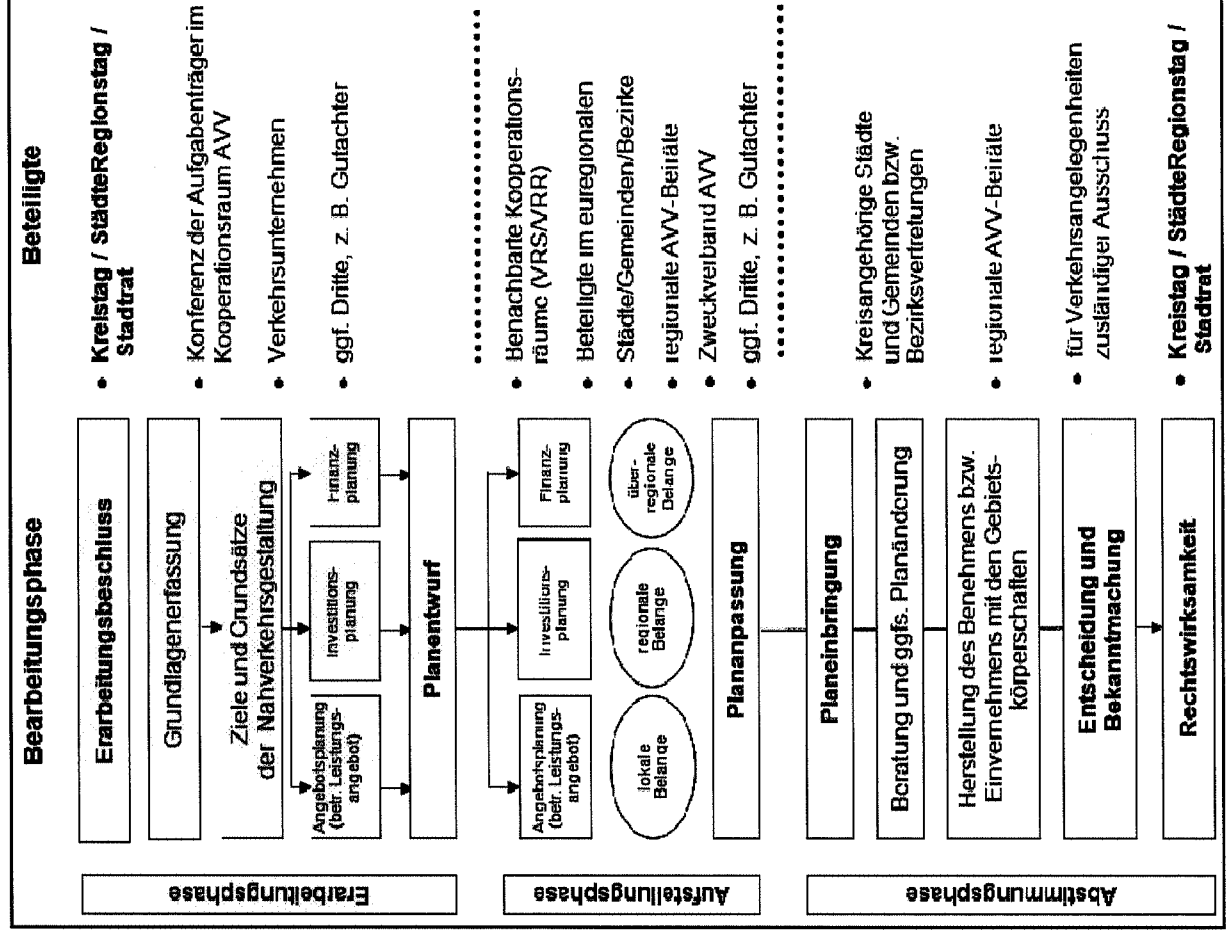 Bearbeitungsphase
Beteiligte
Erarbeitungsphase
Erarbeitungsbeschluss
Grundlagenerfassung
Ziele und Grundsätze
der Nahverkehrsgestaltung
Angebotsplanung
(betr. Leistungs-
angebot)
Investitions-
planung
Finanz-
planung
Planentwurf
• Kreistag / StädteRegionstag /
Stadtrat
• Konferenz der Aufgabenträger im
Kooperationsraum AVV
• Verkehrsunternehmen
• ggf. Dritte, z. B. Gutachter
Aufstellungsphase
Angebotsplanung
(betr. Leistungs-
angebot)
Investitions-
planung
Finanz-
planung
lokale
Belange
regionale
Belange
über-
regionale
Belange
Plananpassung
• Benachbarte Kooperations-
räume (VRS/VRR)
• Beteiligte im euregionalen
• Städte/Gemeinden/Bezirke
• regionale AVV-Beiräte
• Zweckverband AVV
• ggf. Dritte, z. B. Gutachter
Abstimmungsphase
Planeinbringung
Beratung und ggfs. Planänderung
Herstellung des Benehmens bzw.
Einvernehmens mit den Gebiets-
körperschaften
Entscheidung und
Bekanntmachung
Rechtswirksamkeit
• Kreisangehörige Städte
und Gemeinden bzw.
Bezirksvertretungen
• regionale AVV-Beiräte
• für Verkehrsangelegenheiten
zuständiger Ausschuss
• Kreistag / StädteRegionstag /
Stadtrat